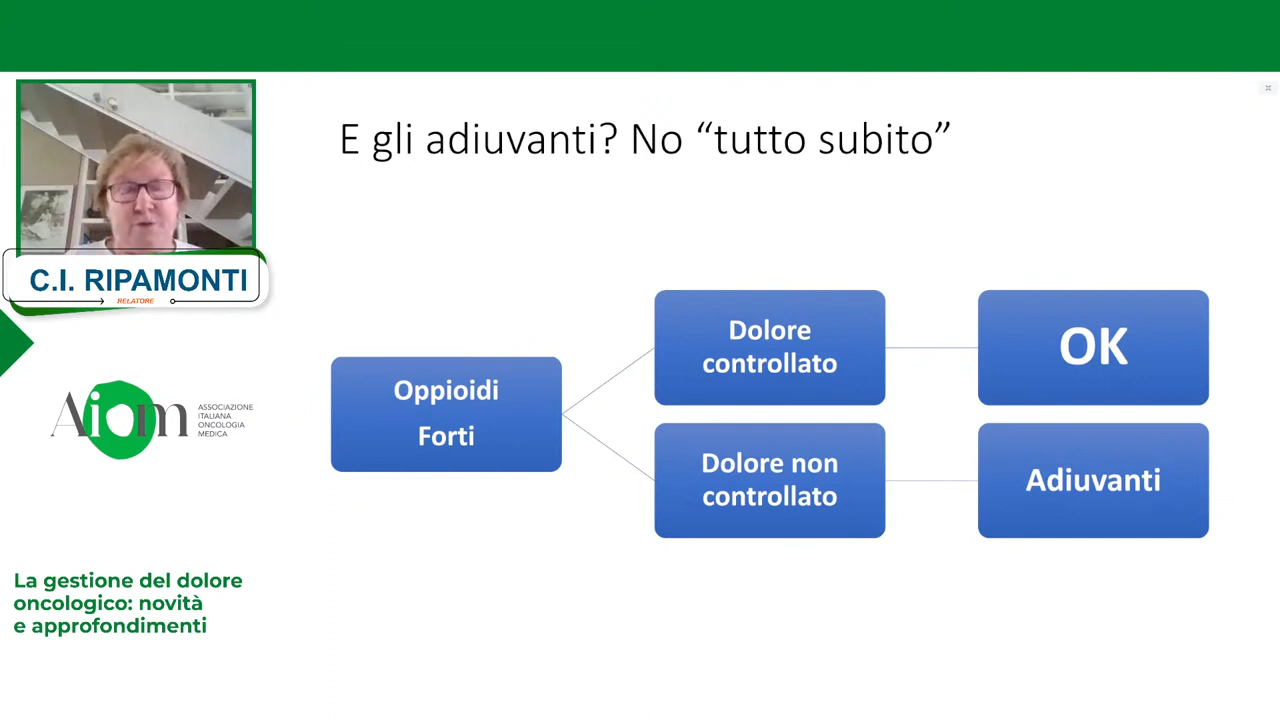 E gli adiuvanti? No “tutto subito”
C.I. RIPAMONTI
RELATORE
Aiom
ASSOCIAZIONE
ITALIANA
ONCOLOGIA
MEDICA
La gestione del dolore
oncologico: novità
e approfondimenti
Oppioidi
Forti
Dolore
controllato
OK
Dolore non
controllato
Adiuvanti